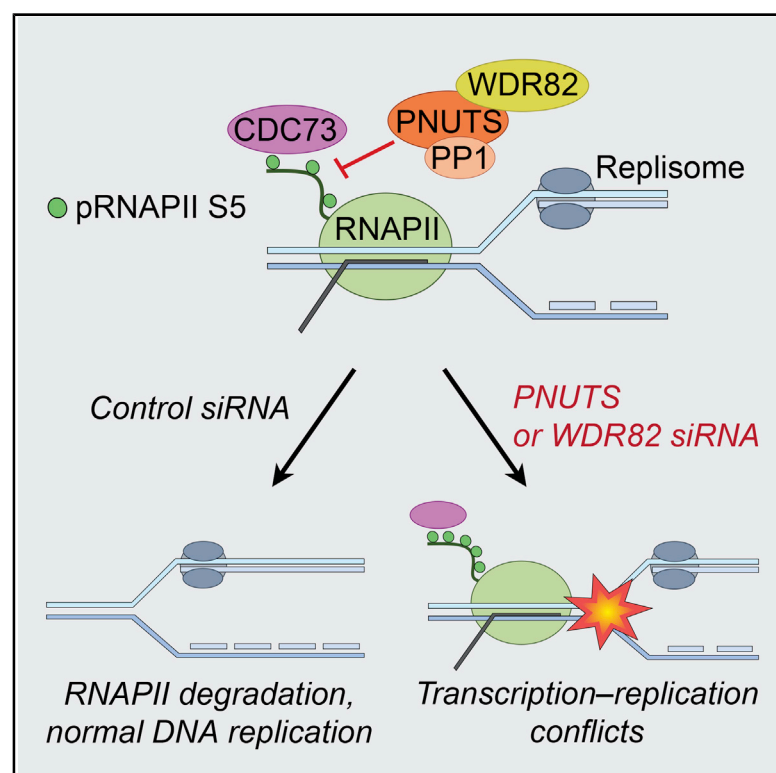 WDR82
CDC73
PNUTS
PP1
Replisome
pRNAPII S5
RNAPII
Control siRNA
PNUTS
or WDR82 siRNA
RNAPII degradation,
normal DNA replication
Transcription–replication
conflicts